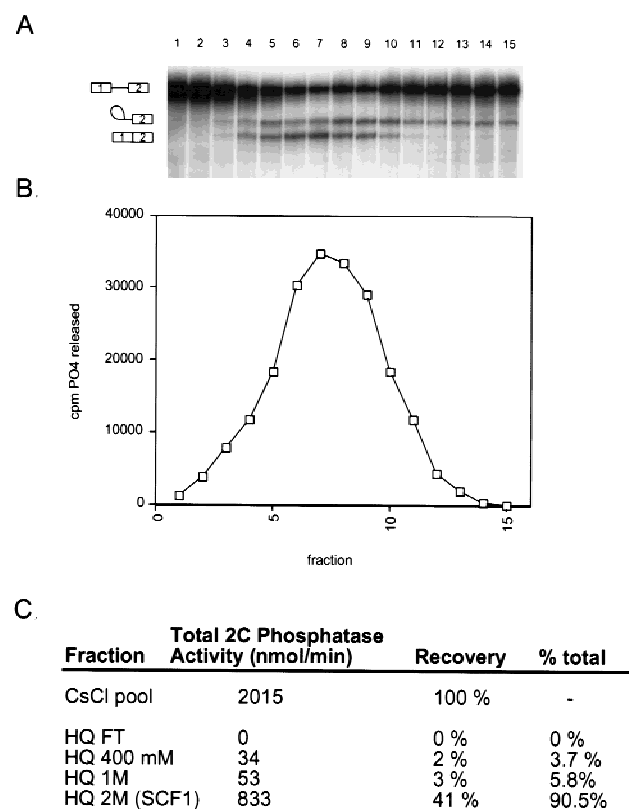 A
1 2 3 4 5 6 7 8 9 10 11 12 13 14 15
1 2
2
1 2
B.
40000
30000
20000
10000
0
cpm PO4 released
0 5 10 15
fraction
C.
Fraction Total 2C Phosphatase Activity (nmol/min) Recovery % total
CsCl pool 2015 100 % -
HQ FT 0 0 % 0 %
HQ 400 mM 34 2 % 3.7 %
HQ 1M 53 3 % 5.8%
HQ 2M (SCF1) 833 41 % 90.5%